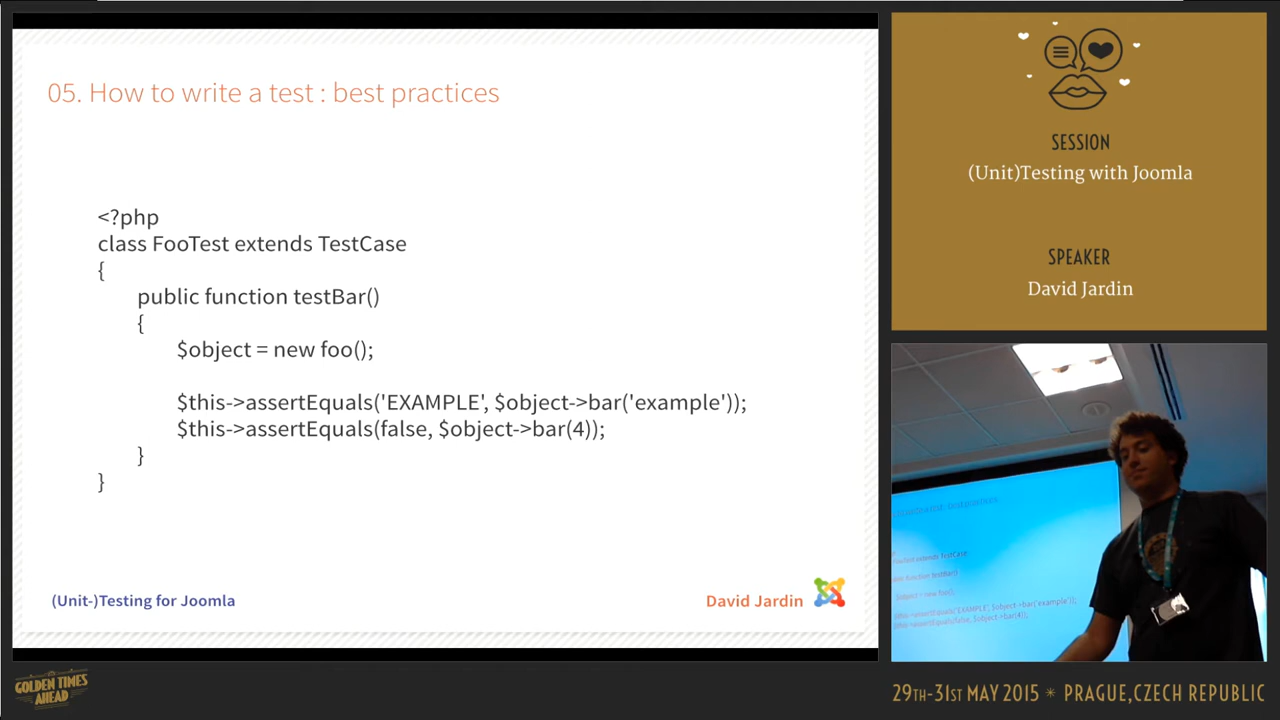 05. How to write a test : best practices
<?php
class FooTest extends TestCase
{
public function testBar()
{
$object = new foo();
$this->assertEquals('EXAMPLE', $object->bar('example'));
$this->assertEquals(false, $object->bar(4));
}
}
(Unit-)Testing for Joomla
David Jardin
SESSION
(Unit)Testing with Joomla
SPEAKER
David Jardin
GOLDEN TIMES
AHEAD
29TH-31ST MAY 2015 * PRAGUE,CZECH REPUBLIC